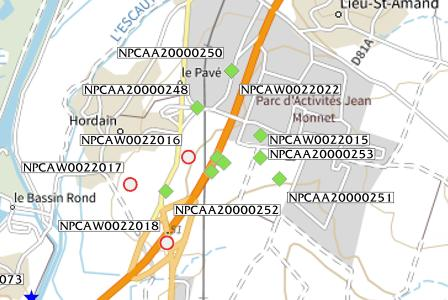 Lieu-St-Amand
L'ESCAU
NPCAA20000250
D81A
le Pavé
NPCAA20000248
NPCAW0022022
Parc d'Activités Jean
Monnet
Hordain
NPCAW0022016
NPCAW0022015
NPCAA20000253
NPCAW0022017
le Bassin Rond
NPCAA20000251
NPCAA20000252
NPCAW0022018
073